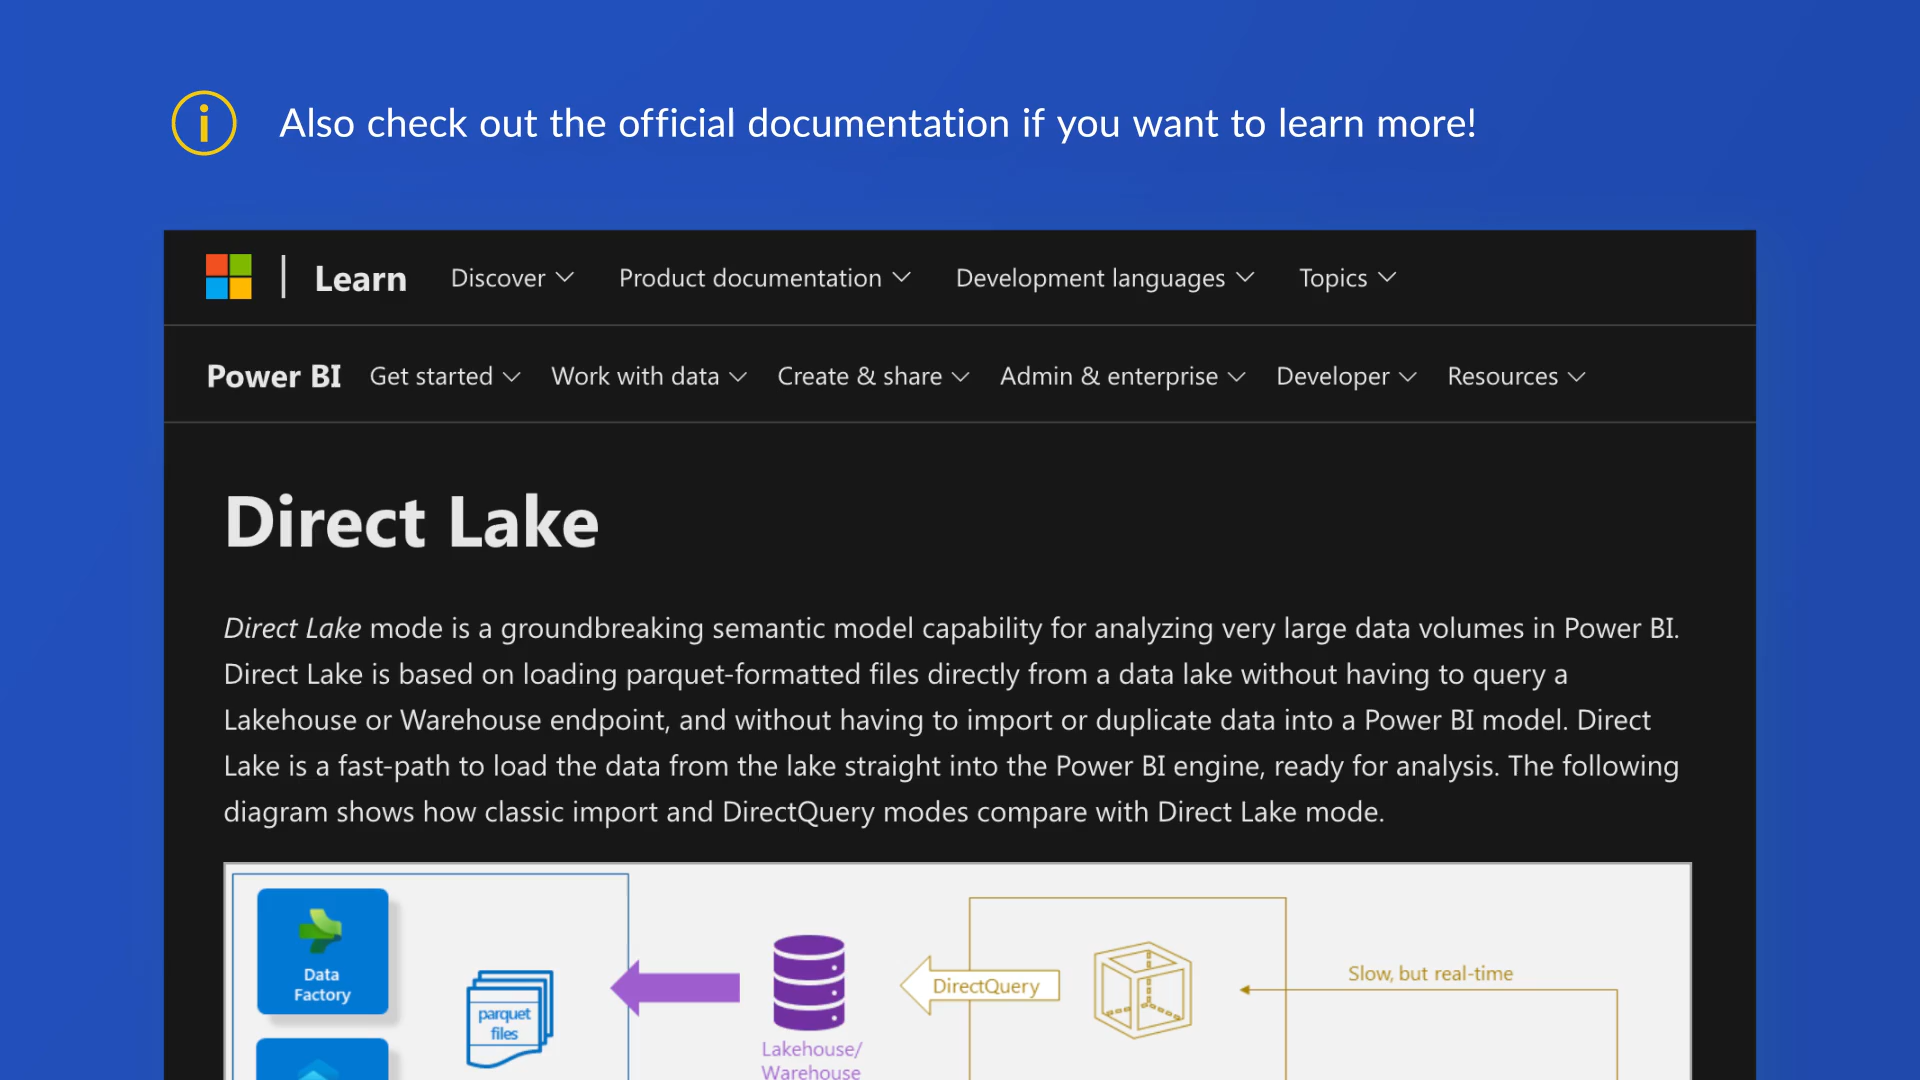 Also check out the official documentation if you want to learn more!
Learn Discover Product documentation Development languages Topics
Power BI Get started Work with data Create & share Admin & enterprise Developer Resources
Direct Lake
Direct Lake mode is a groundbreaking semantic model capability for analyzing very large data volumes in Power BI.
Direct Lake is based on loading parquet-formatted files directly from a data lake without having to query a
Lakehouse or Warehouse endpoint, and without having to import or duplicate data into a Power BI model. Direct
Lake is a fast-path to load the data from the lake straight into the Power BI engine, ready for analysis. The following
diagram shows how classic import and DirectQuery modes compare with Direct Lake mode.
Data
Factory
parquet
files
Lakehouse/
Warehouse
DirectQuery
Slow, but real-time